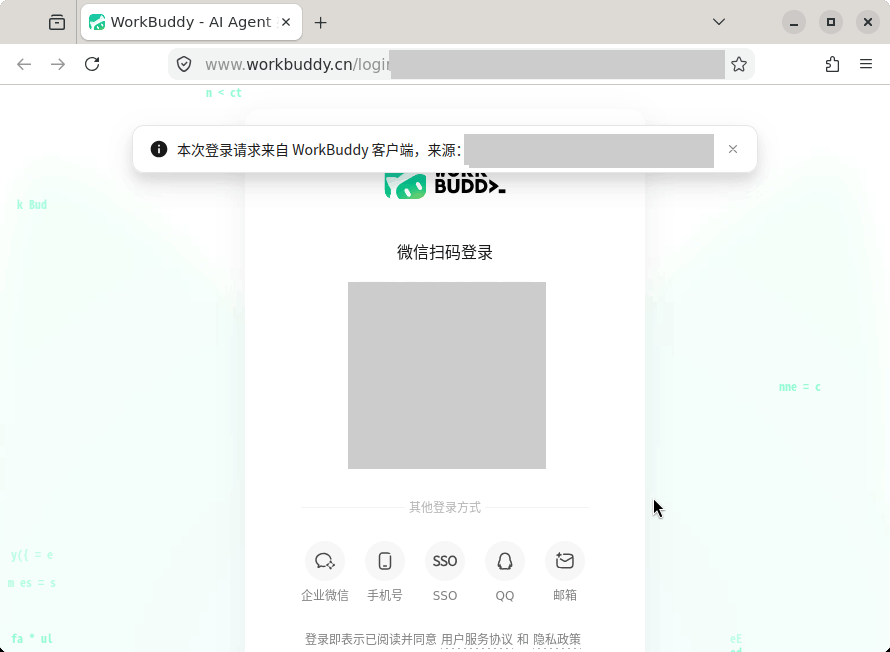 WorkBuddy - AI Agent
www.workbuddy.cn/login
n < ct
本次登录请求来自 WorkBuddy 客户端，来源：
WORK
BUDD>_
k Bud
微信扫码登录
nne = c
其他登录方式
SSO
企业微信
手机号
SSO
QQ
邮箱
y(( = e
m es = s
登录即表示已阅读并同意 用户服务协议 和 隐私政策
fa * ul
eE